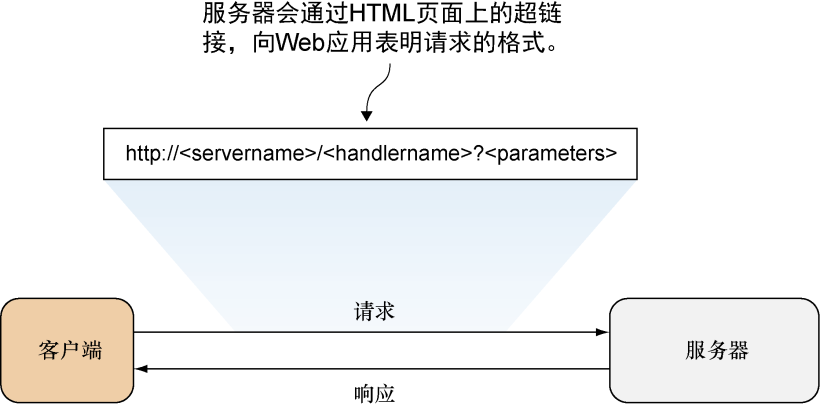 服务器会通过HTML页面上的超链
接，向Web应用表明请求的格式。
http://<servername>/<handlername>?<parameters>
请求
客户端
服务器
响应